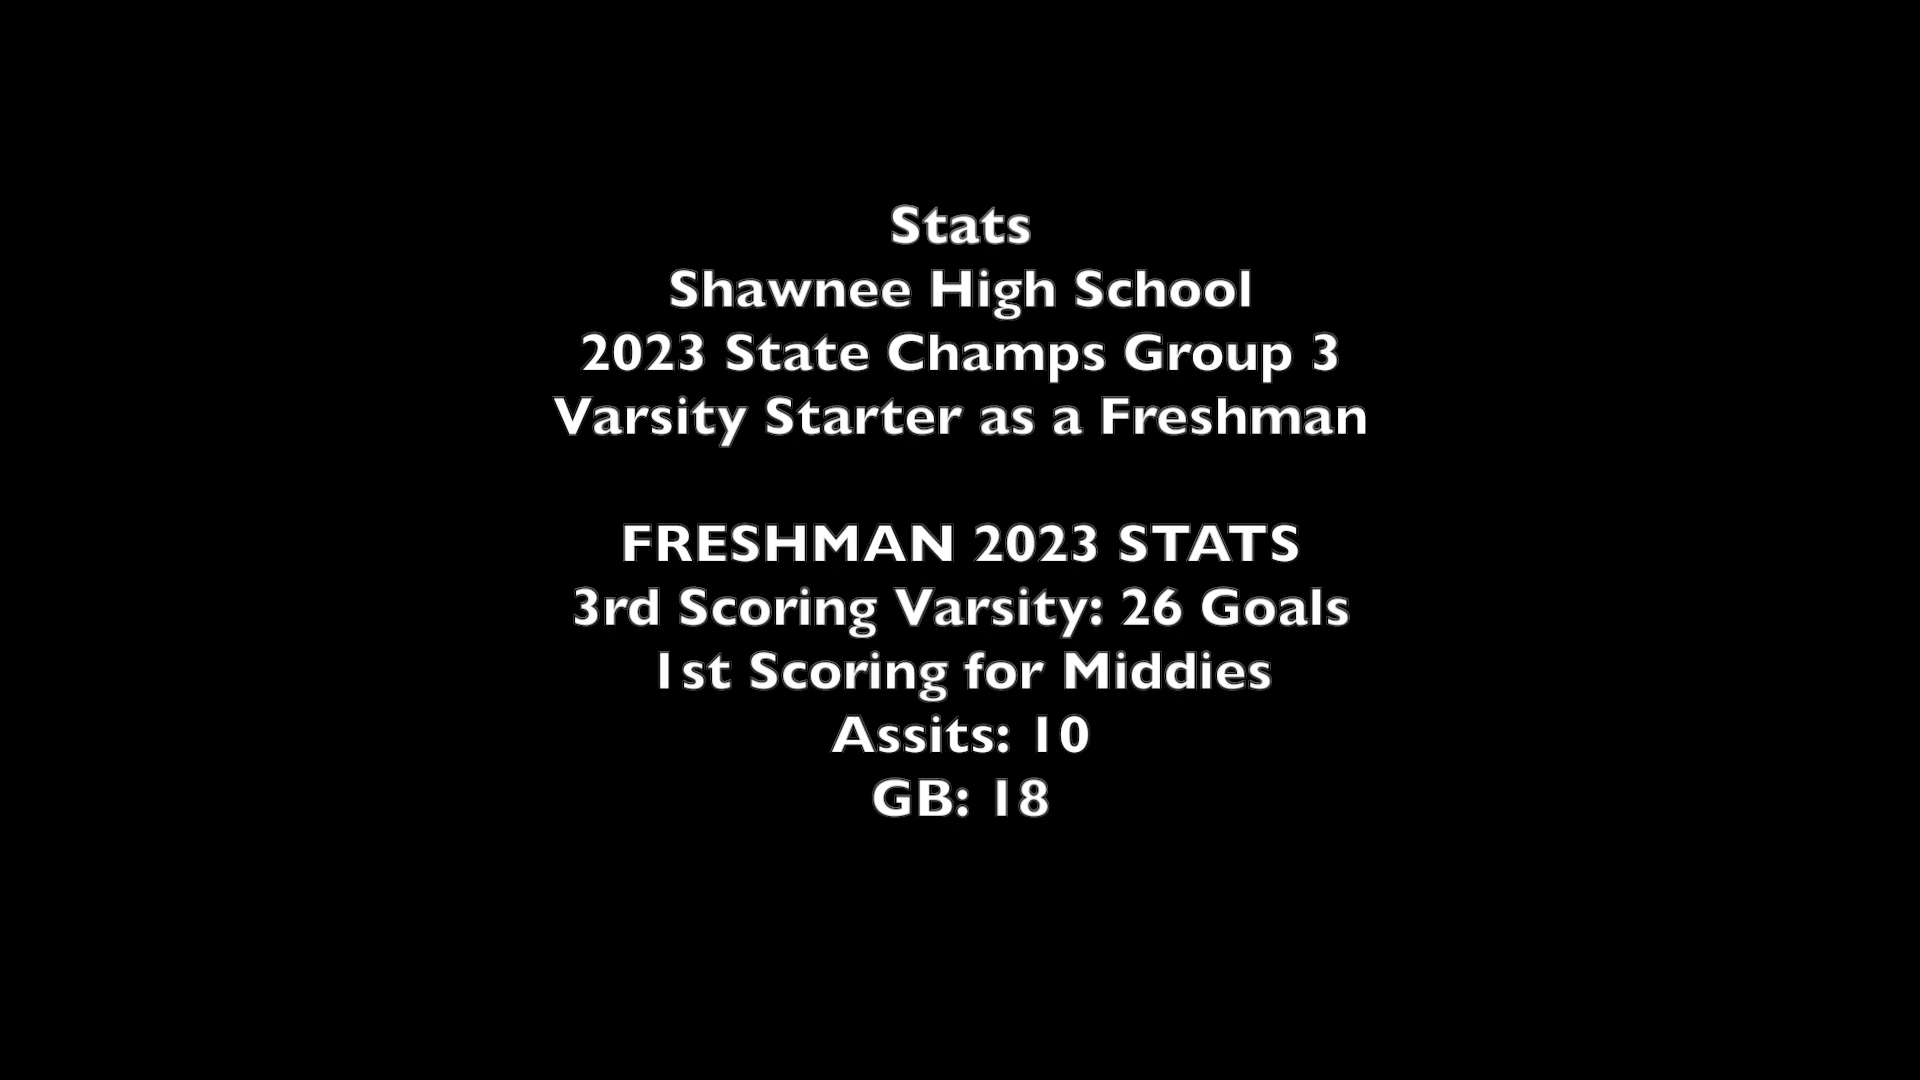 Stats
Shawnee High School
2023 State Champs Group 3
Varsity Starter as a Freshman
FRESHMAN 2023 STATS
3rd Scoring Varsity: 26 Goals
1st Scoring for Middies
Assits: 10
GB: 18